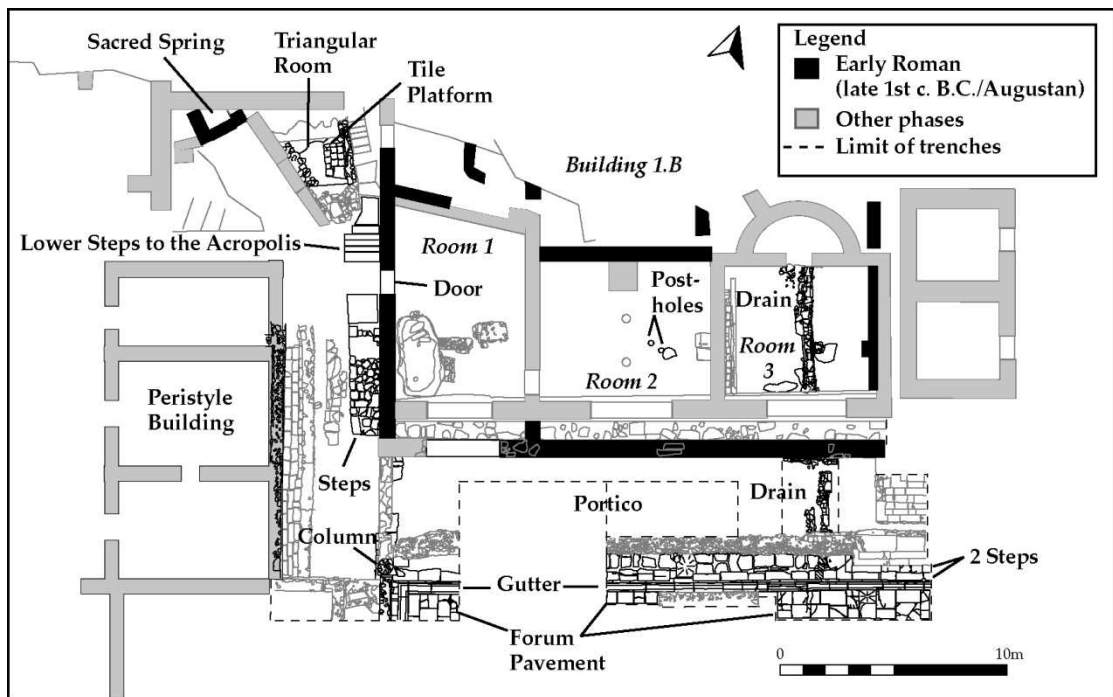 Sacred Spring
Triangular
Room
Tile
Platform
Legend
Early Roman
(late 1st c. B.C./Augustan)
Other phases
Limit of trenches
Building 1.B
Lower Steps to the Acropolis
Room 1
Door
Post-
holes
Drain
Room
3
Room 2
Peristyle
Building
Steps
Portico
Drain
Column
Gutter
2 Steps
Forum
Pavement
0
10m